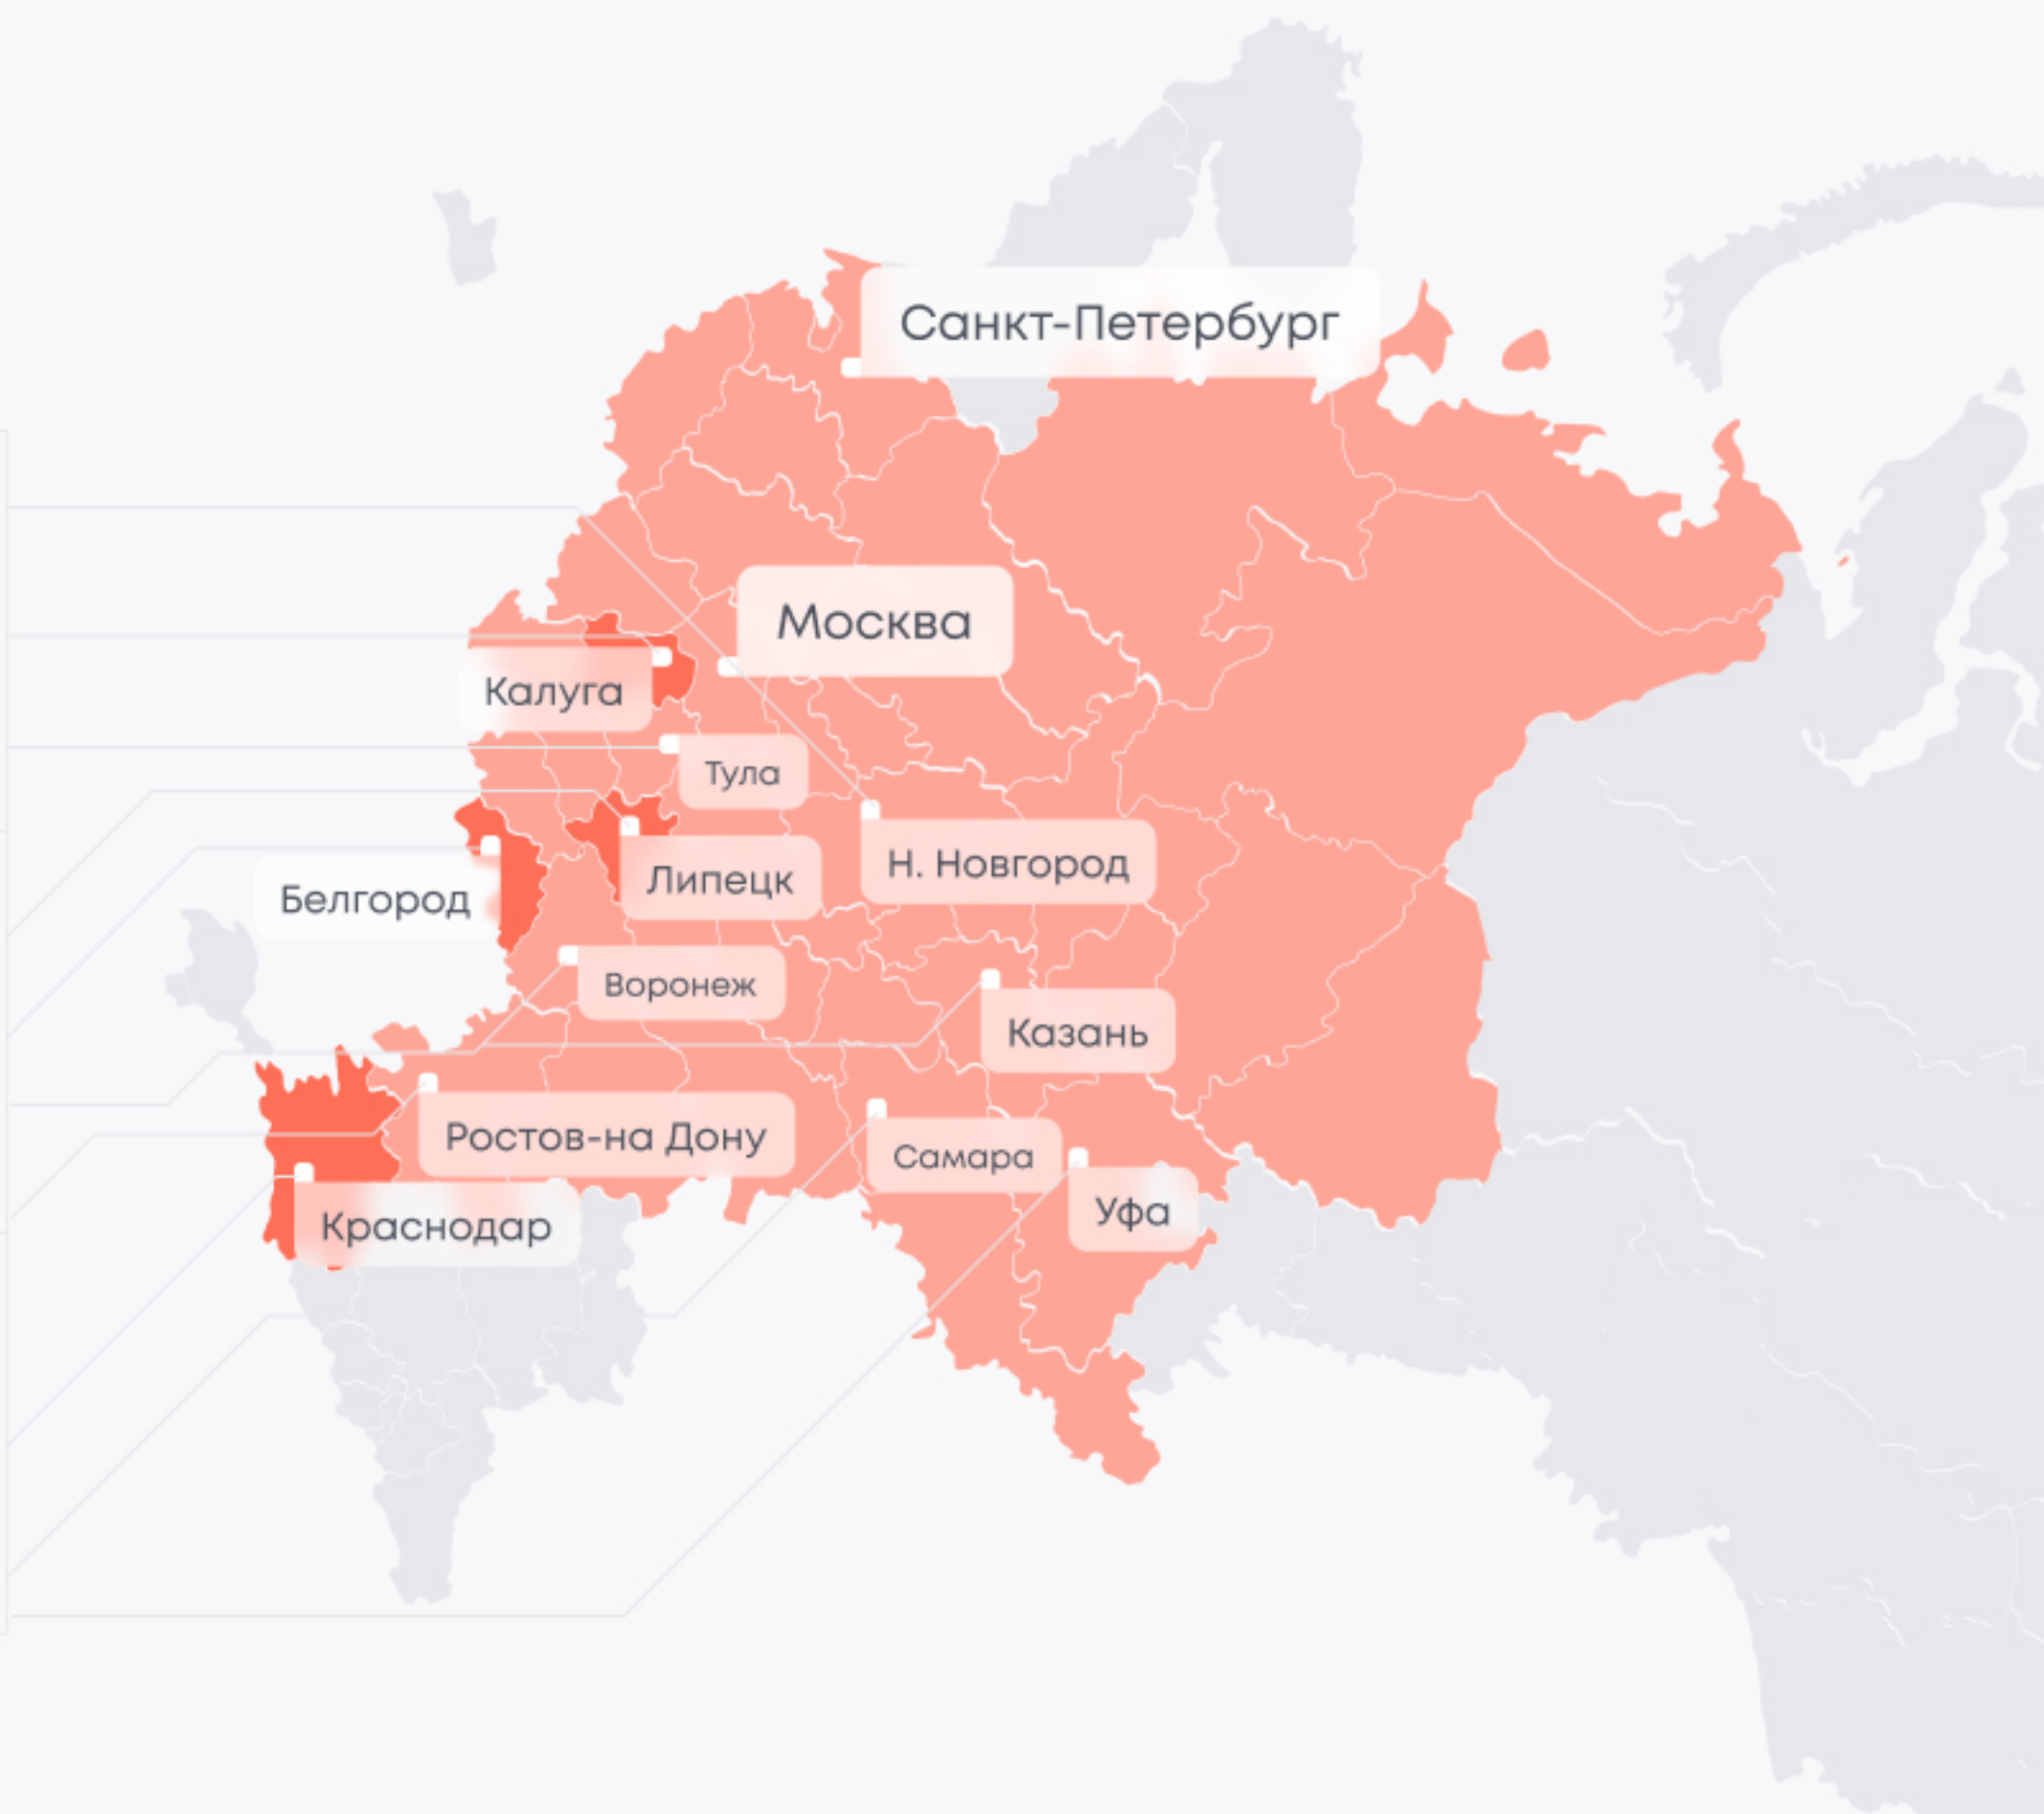 Санкт-Петербург
Москва
Калуга
Тула
Н. Новгород
Липецк
Белгород
Воронеж
Казань
Ростов-на Дону
Самара
Уфа
Краснодар